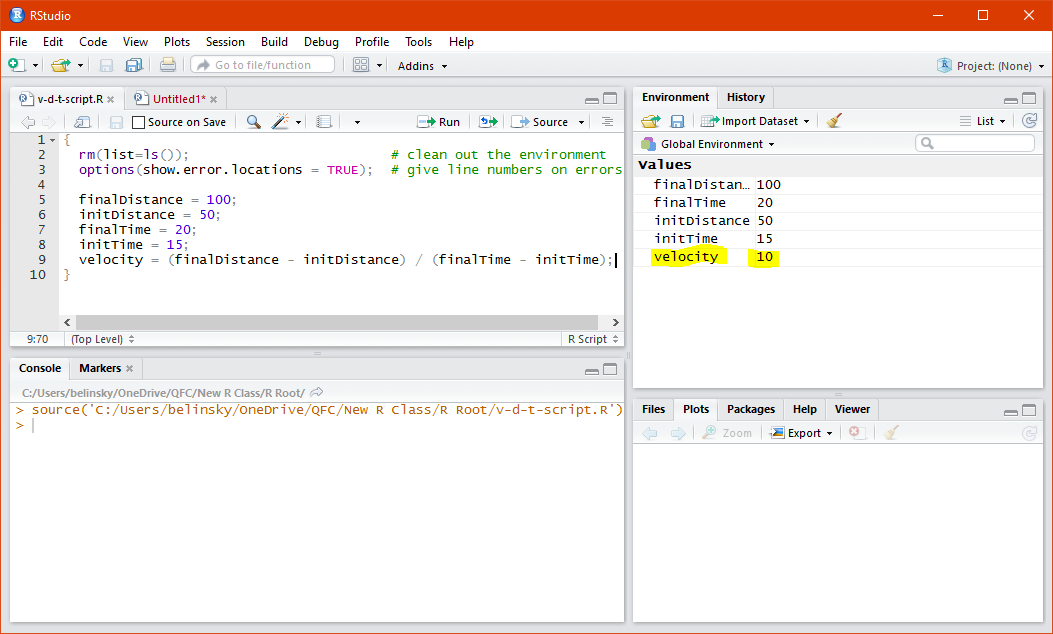 RStudio
File Edit Code View Plots Session Build Debug Profile Tools Help
Go to file/function Addins Project: (None)
v-d-t-script.R Untitled1*
Source on Save Run Source
1 {
2 rm(list=ls()); # clean out the environment
3 options(show.error.locations = TRUE); # give line numbers on errors
4
5 finalDistance = 100;
6 initDistance = 50;
7 finalTime = 20;
8 initTime = 15;
9 velocity = (finalDistance - initDistance) / (finalTime - initTime);
10 }
9:70 (Top Level) R Script
Console Markers
C:/Users/belinsky/OneDrive/QFC/New R Class/R Root/
> source('C:/Users/belinsky/OneDrive/QFC/New R Class/R Root/v-d-t-script.R')
>
Environment History
Import Dataset List
Global Environment
Values
finalDistan… 100
finalTime 20
initDistance 50
initTime 15
velocity 10
Files Plots Packages Help Viewer
Zoom Export